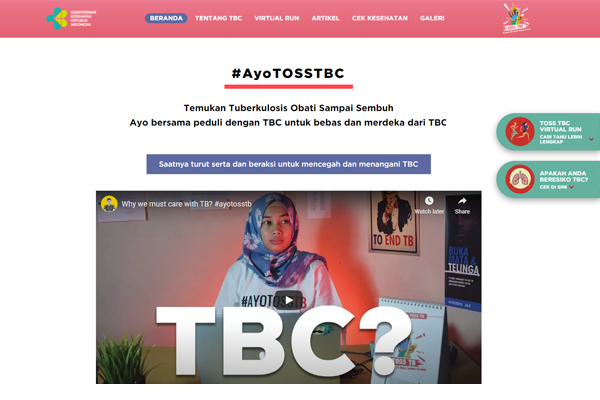 KEMENTERIAN
KESEHATAN
REPUBLIK
INDONESIA
BERANDA TENTANG TBC VIRTUAL RUN ARTIKEL CEK KESEHATAN GALERI
TOSS TBC
#AyoTOSSTBC
Temukan Tuberkulosis Obati Sampai Sembuh
Ayo bersama peduli dengan TBC untuk bebas dan merdeka dari TBC
TOSS TBC
VIRTUAL RUN
CARI TAHU LEBIH
LENGKAP
Saatnya turut serta dan beraksi untuk mencegah dan menangani TBC
APAKAH ANDA
BERESIKO TBC?
CEK DI SINI
Why we must care with TB? #ayotosstb
Watch later
Share
TO END TB
BUKA
MATA &
TELINGA
#AYOTOSSTB
TOSS TB
TBC?